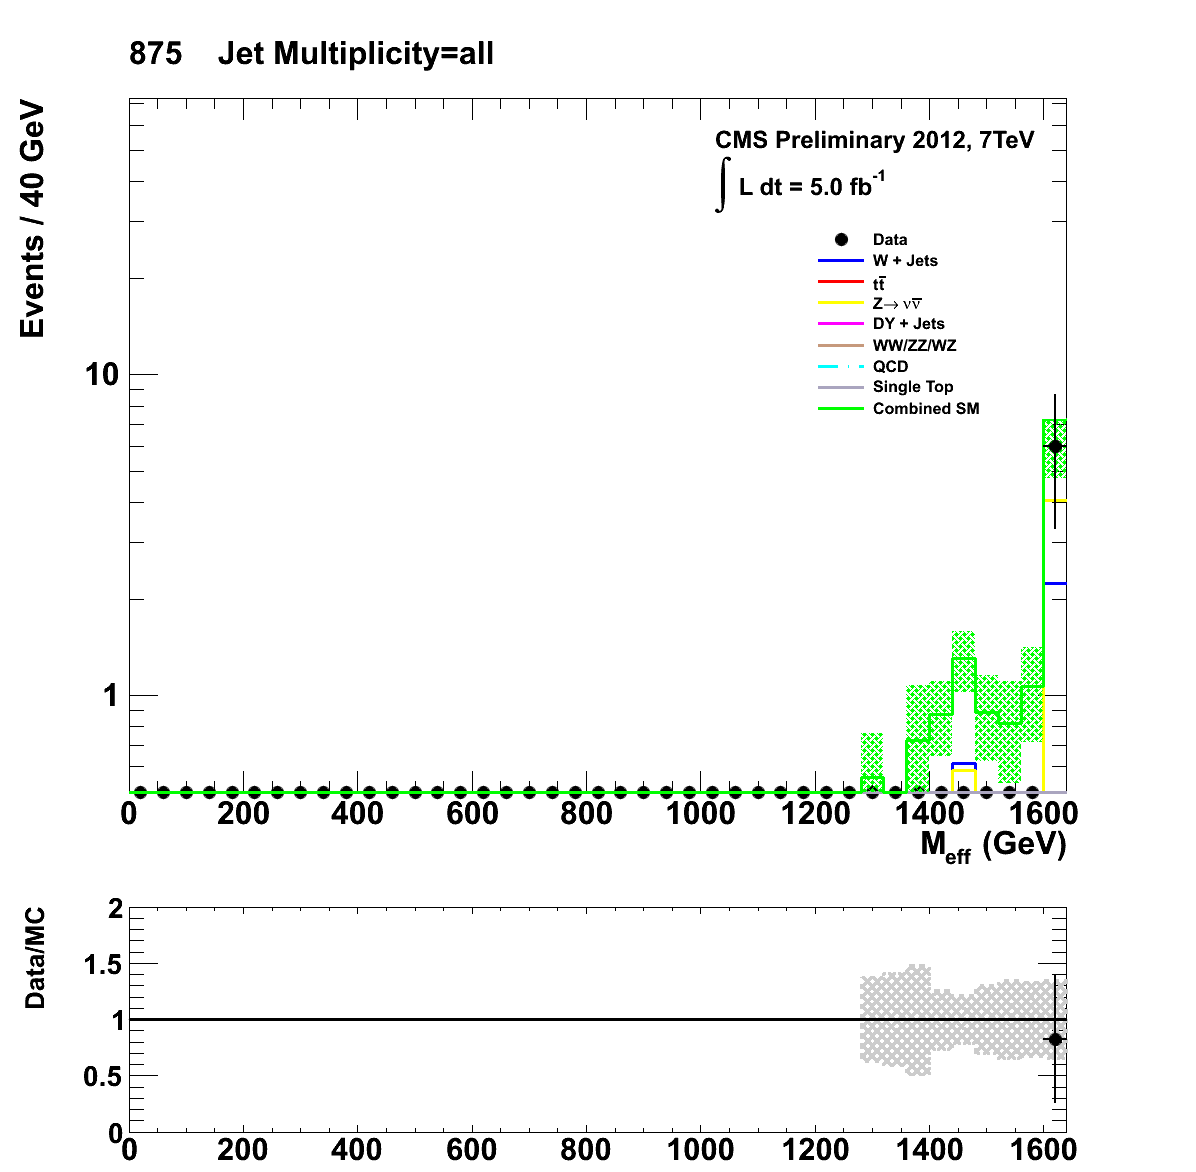 875 Jet Multiplicity=all
Events / 40 GeV
CMS Preliminary 2012, 7TeV
∫ L dt = 5.0 fb⁻¹
Data
W + Jets
tt̅
Z→ νν̅
DY + Jets
WW/ZZ/WZ
QCD
Single Top
Combined SM
10
1
0 200 400 600 800 1000 1200 1400 1600
M_eff (GeV)
Data/MC
2
1.5
1
0.5
0
0 200 400 600 800 1000 1200 1400 1600